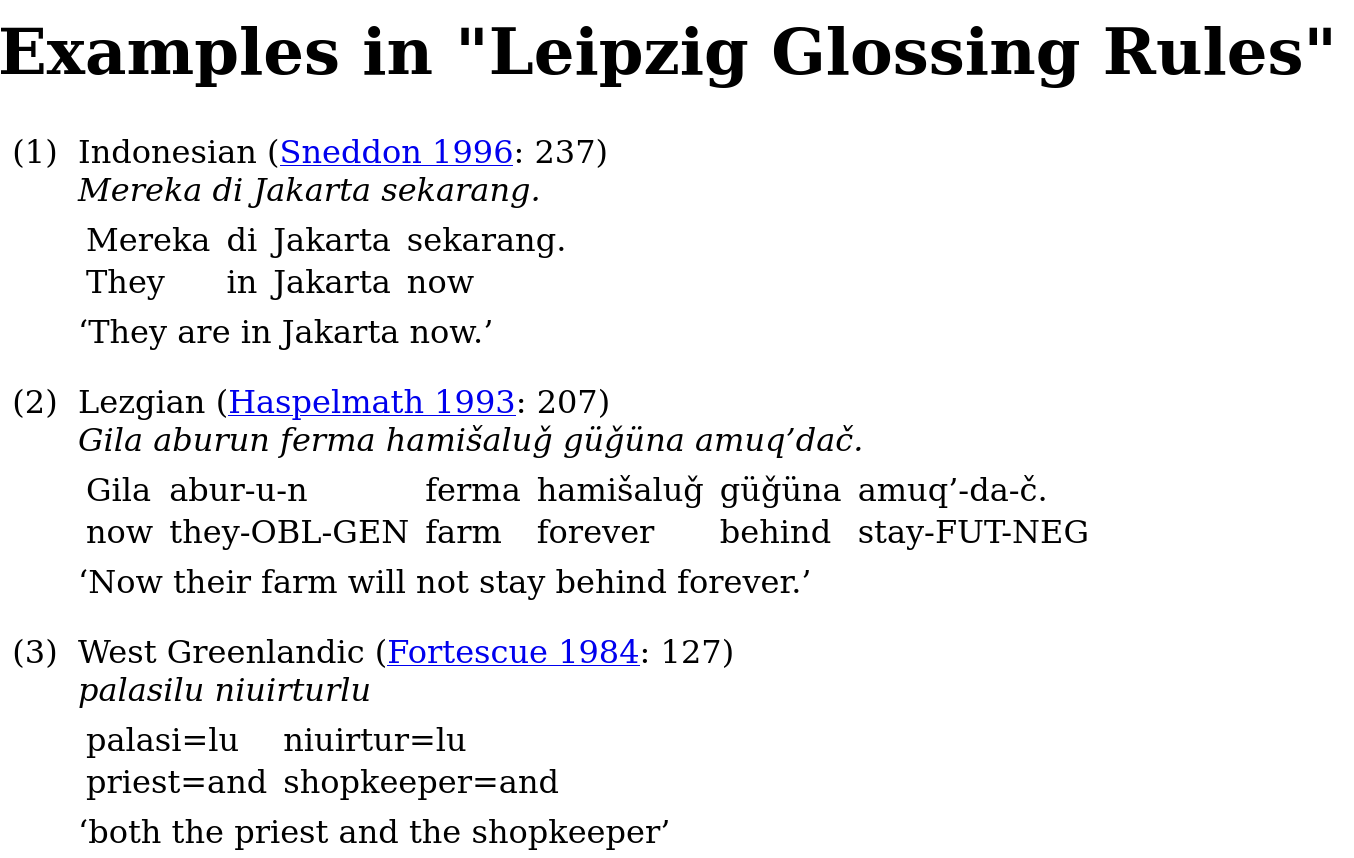 Examples in "Leipzig Glossing Rules"
(1) Indonesian (Sneddon 1996: 237)
Mereka di Jakarta sekarang.
Mereka di Jakarta sekarang.
They in Jakarta now
‘They are in Jakarta now.’
(2) Lezgian (Haspelmath 1993: 207)
Gila aburun ferma hamišaluǧ güǧüna amuq’dač.
Gila abur-u-n ferma hamišaluǧ güǧüna amuq’-da-č.
now they-OBL-GEN farm forever behind stay-FUT-NEG
‘Now their farm will not stay behind forever.’
(3) West Greenlandic (Fortescue 1984: 127)
palasilu niuirturlu
palasi=lu niuirtur=lu
priest=and shopkeeper=and
‘both the priest and the shopkeeper’